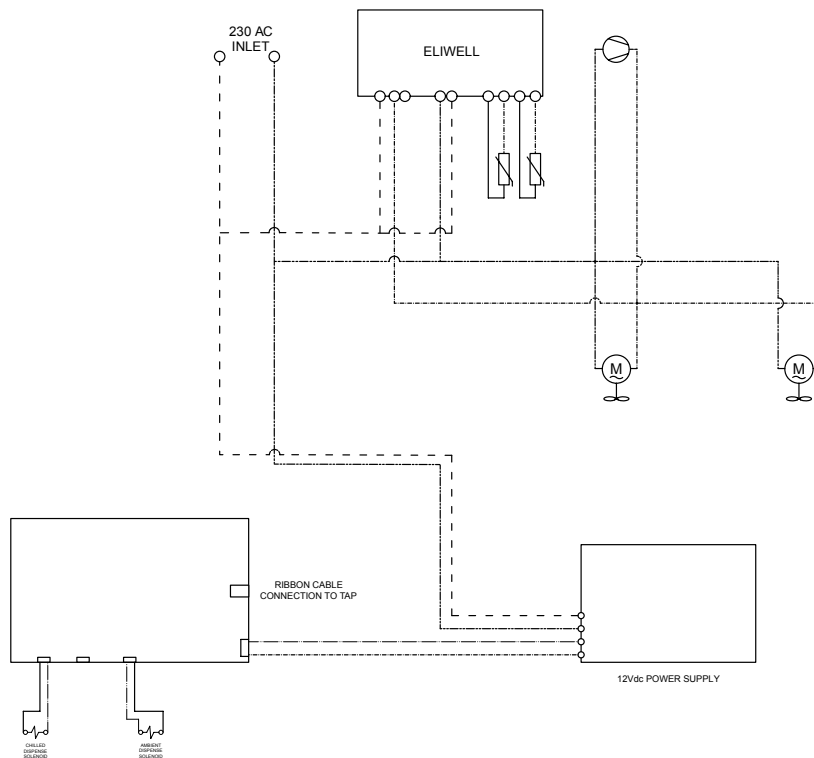 230 AC
INLET
ELIWELL
M
M
RIBBON CABLE
CONNECTION TO TAP
12Vdc POWER SUPPLY
CHILLED
DISPENSE
SOLENOID
AMBIENT
DISPENSE
SOLENOID